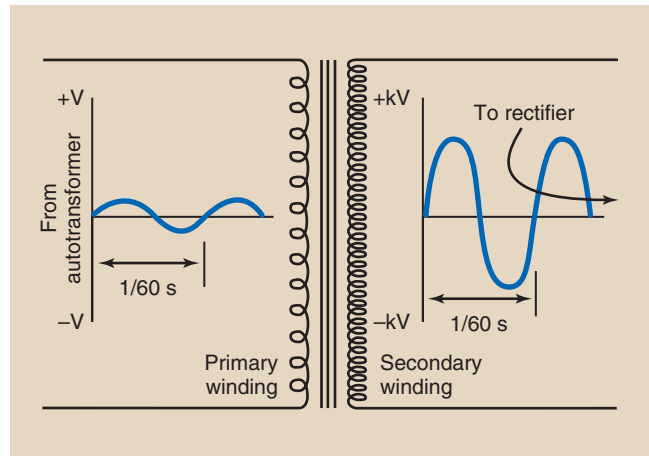 +V
From
autotransformer
1/60 s
–V
Primary
winding
+kV
To rectifier
1/60 s
–kV
Secondary
winding